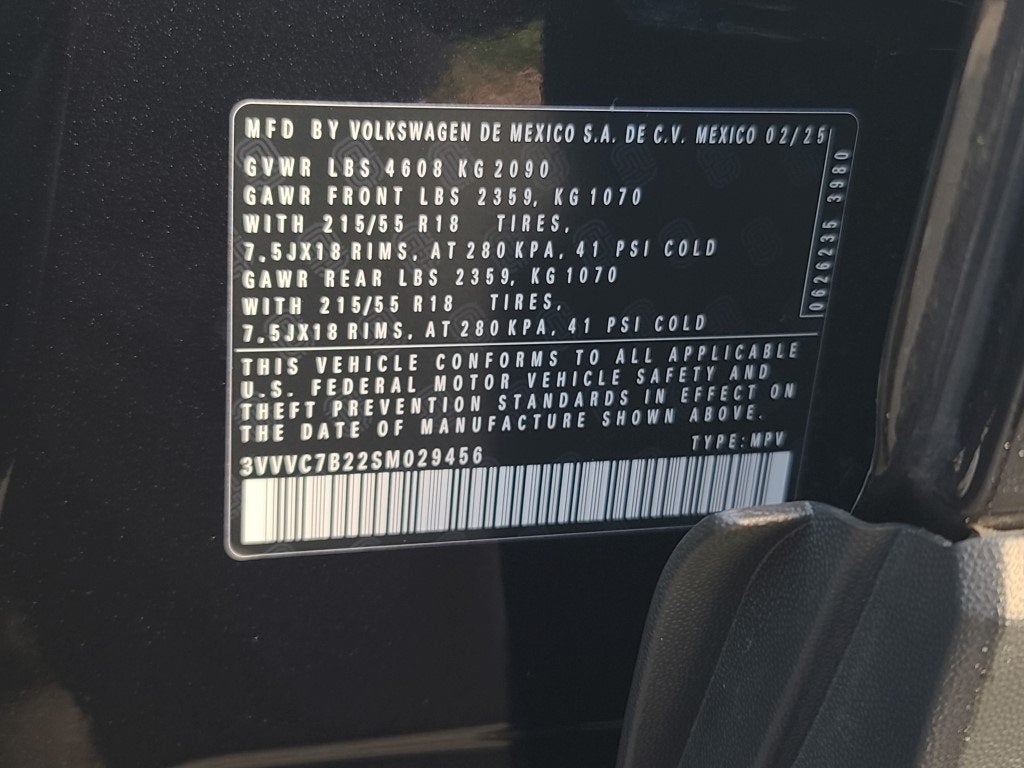 MFD BY VOLKSWAGEN DE MEXICO S.A. DE C.V. MEXICO 02/25
GVWR LBS 4608 KG 2090
GAWR FRONT LBS 2359, KG 1070
WITH 215/55 R18 TIRES,
7.5JX18 RIMS, AT 280 KPA, 41 PSI COLD
GAWR REAR LBS 2359, KG 1070
WITH 215/55 R18 TIRES,
7.5JX18 RIMS, AT 280 KPA, 41 PSI COLD
0626235 3980
THIS VEHICLE CONFORMS TO ALL APPLICABLE
U.S. FEDERAL MOTOR VEHICLE SAFETY AND
THEFT PREVENTION STANDARDS IN EFFECT ON
THE DATE OF MANUFACTURE SHOWN ABOVE.
TYPE: MPV
3VVVC7B22SM029456